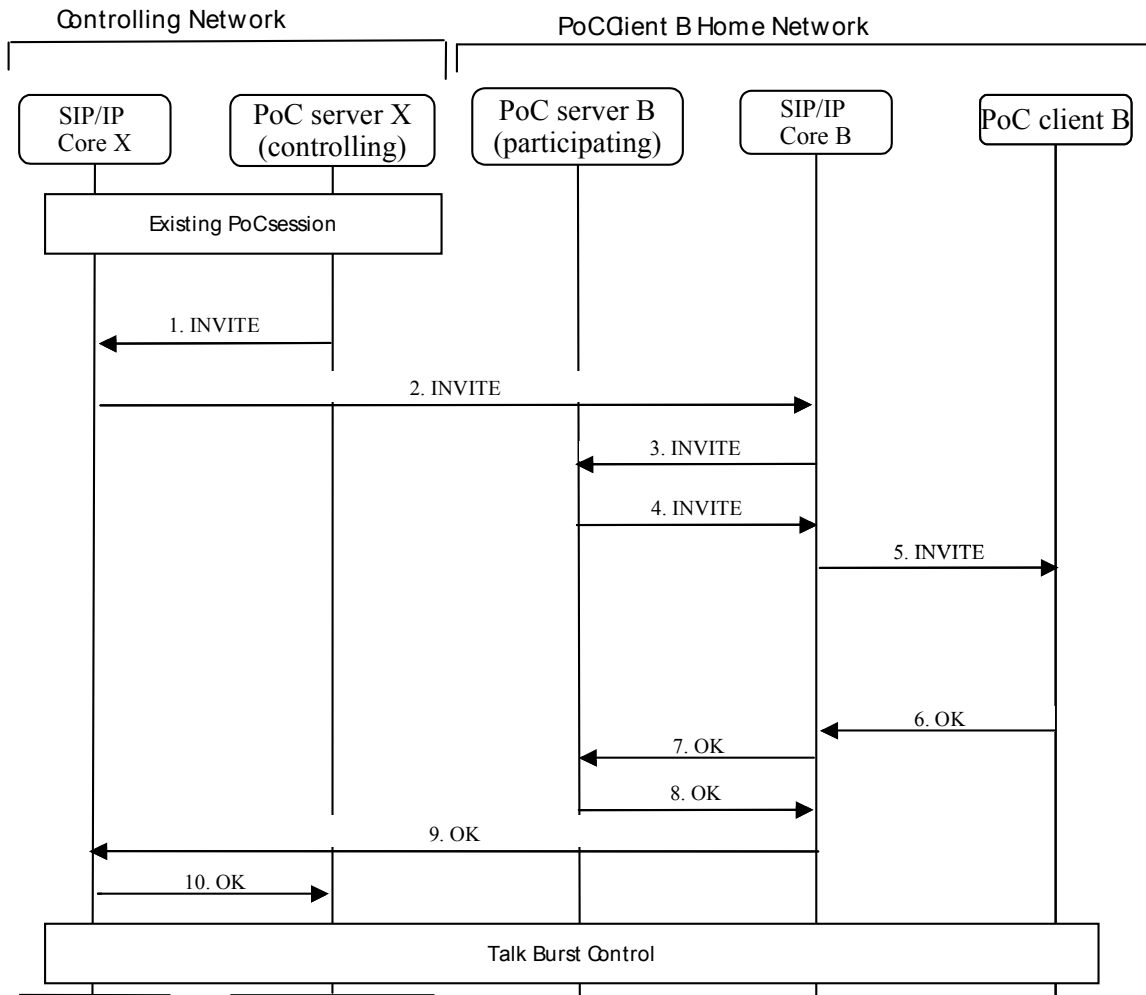 Controlling Network
PoCClient B Home Network
SIP/IP
Core X
PoC server X
(controlling)
PoC server B
(participating)
SIP/IP
Core B
PoC client B
Existing PoCsession
1. INVITE
2. INVITE
3. INVITE
4. INVITE
5. INVITE
6. OK
7. OK
8. OK
9. OK
10. OK
Talk Burst Control